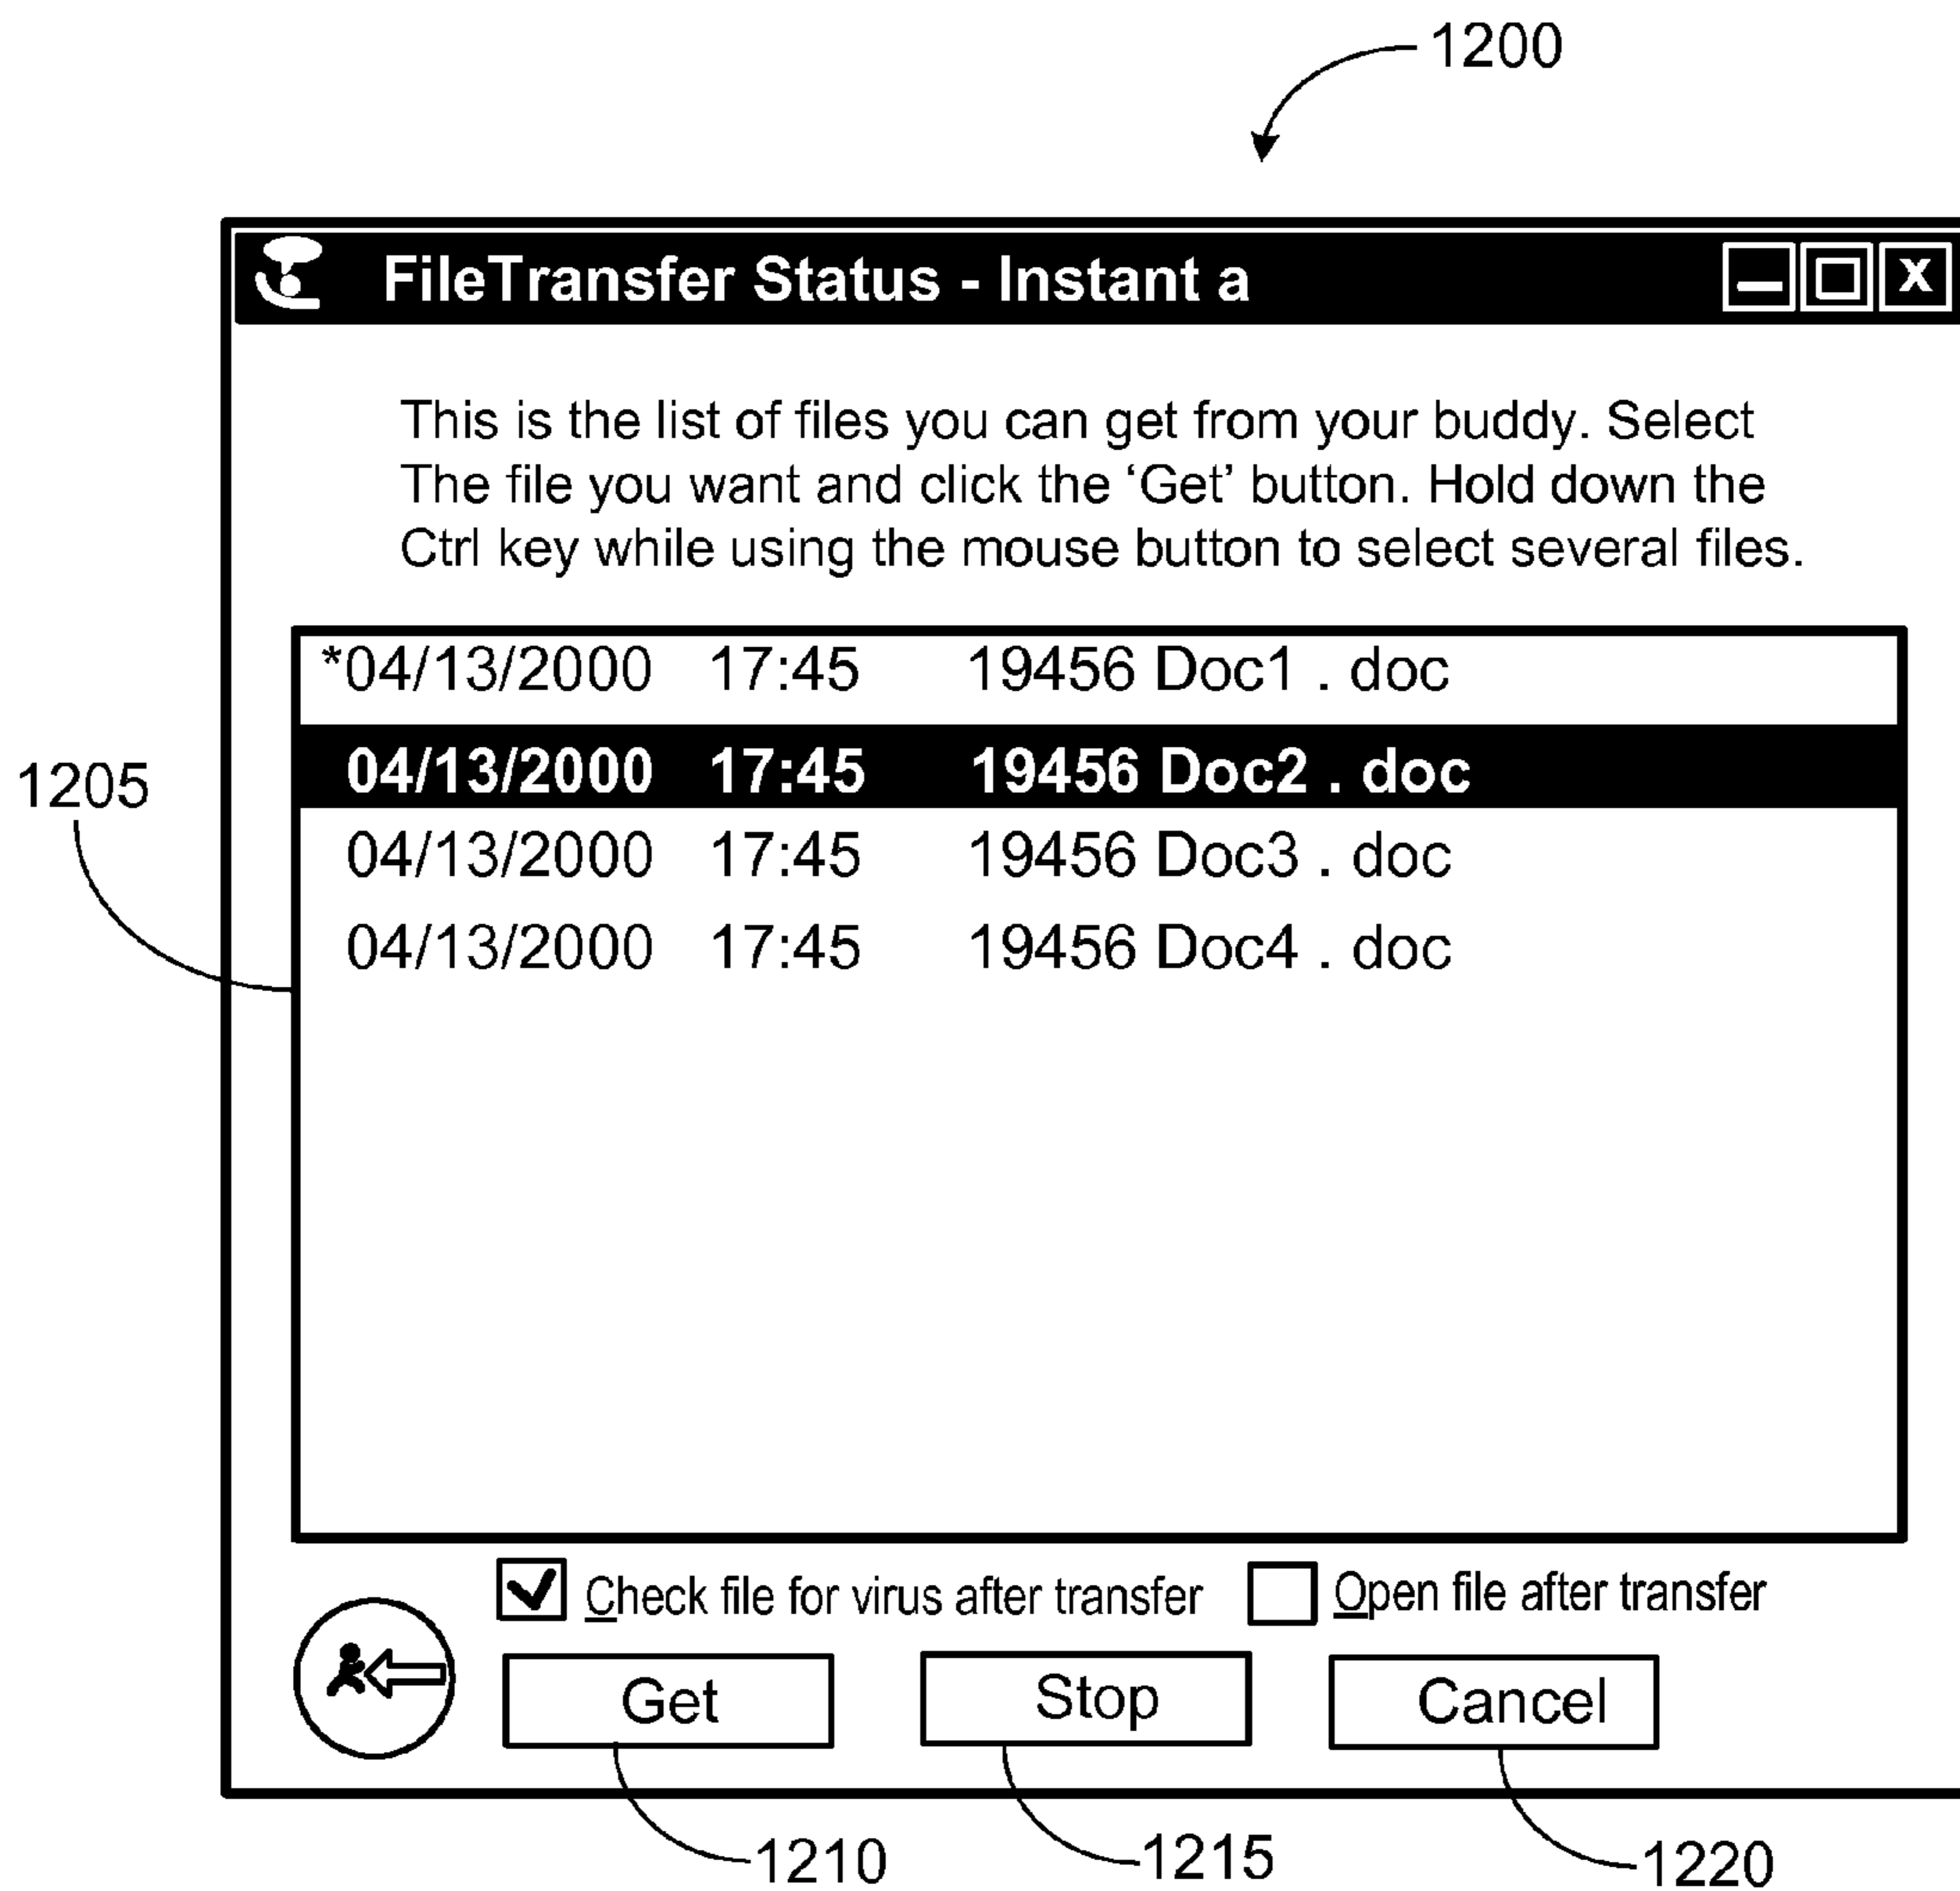 1200
FileTransfer Status - Instant a
X
This is the list of files you can get from your buddy. Select
The file you want and click the ‘Get’ button. Hold down the
Ctrl key while using the mouse button to select several files.
*04/13/2000 17:45 19456 Doc1 . doc
04/13/2000 17:45 19456 Doc2 . doc
1205
04/13/2000 17:45 19456 Doc3 . doc
04/13/2000 17:45 19456 Doc4 . doc
Check file for virus after transfer Open file after transfer
Get Stop Cancel
1210 1215 1220